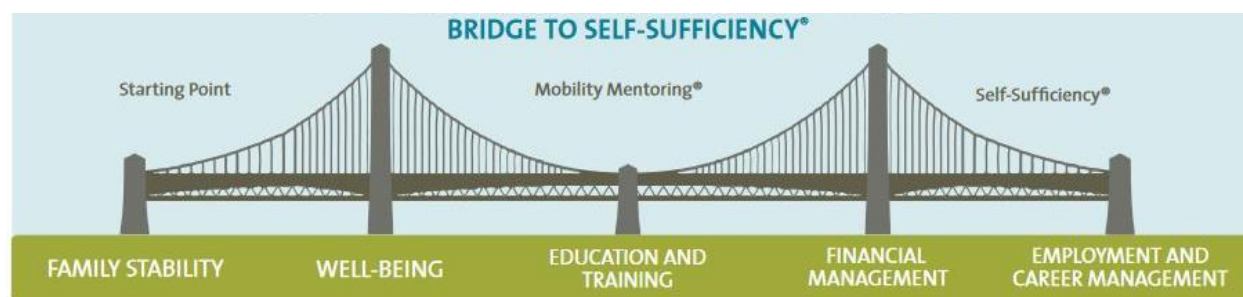 BRIDGE TO SELF-SUFFICIENCY®
Starting Point
Mobility Mentoring®
Self-Sufficiency®
FAMILY STABILITY
WELL-BEING
EDUCATION AND
TRAINING
FINANCIAL
MANAGEMENT
EMPLOYMENT AND
CAREER MANAGEMENT